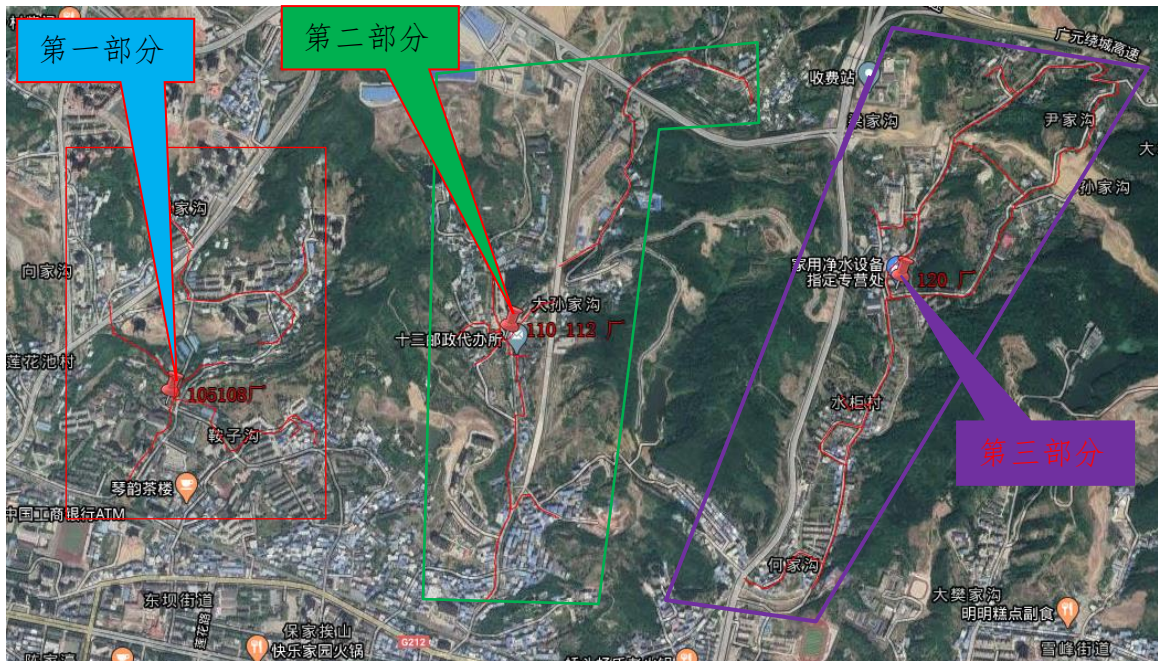 第一部分
第二部分
广元绕城高速
收费站
梁家沟
尹家沟
大
孙家沟
家沟
向家沟
家用净水设备
指定专营处
120 厂
大孙家沟
110 112 厂
十三邮政代办所
莲花池村
105108厂
水柜村
鞍子沟
第三部分
琴韵茶楼
中国工商银行ATM
何家沟
大樊家沟
明明糕点副食
东坝街道
莲花路
保家挨山
快乐家园火锅
G212
雪峰街道